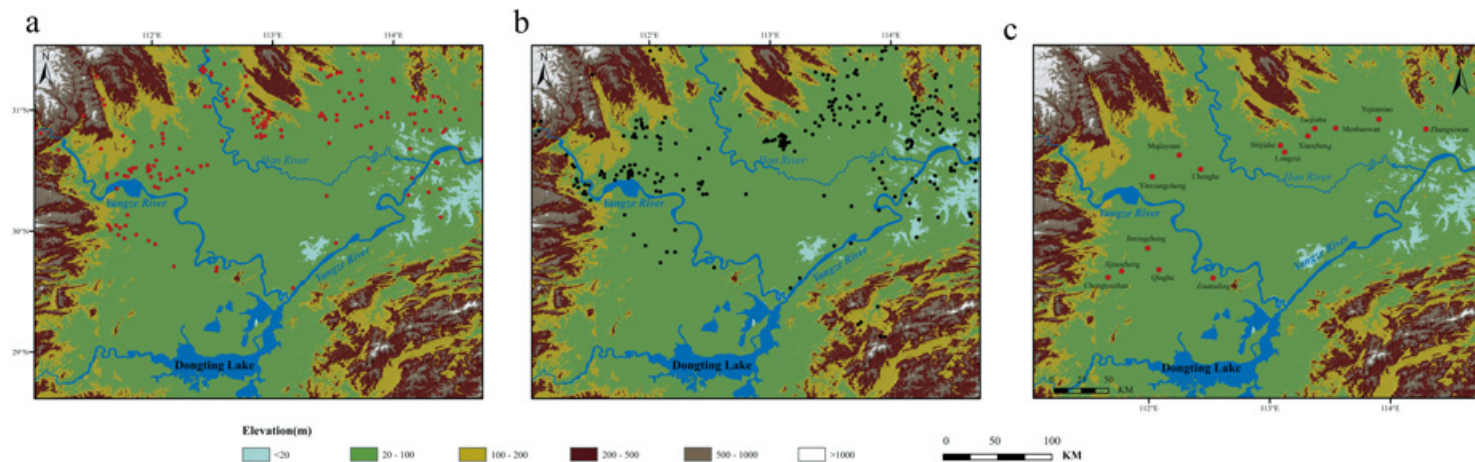 a
112°E 113°E 114°E
N
31°N
30°N
29°N
Han River
Yangze River
Yangze River
Dongting Lake
b
112°E 113°E 114°E
N
Han River
Yangze River
Yangze River
Dongting Lake
c
N
Yejiamiao
Taojiahu
Menbanwan
Zhangxiwan
Xiaocheng
Shijiahe
Longzui
Majiayuan
Chenghe
Yinxiangcheng
Han River
Yangze River
Jimingcheng
Yangze River
Jijiaocheng
Qinghe
Chengtoushan
Zoumaling
Dongting Lake
50
KM
112°E 113°E 114°E
Elevation(m)
<20 20 - 100 100 - 200 200 - 500 500 - 1000 >1000
0 50 100
KM